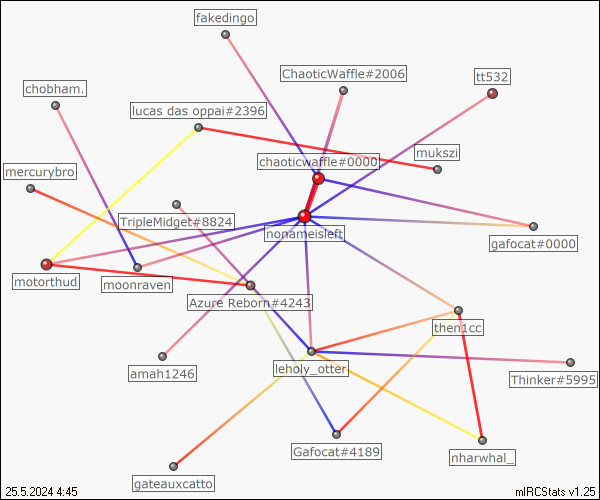 fakedingo
ChaoticWaffle#2006
tt532
chobham.
lucas das oppai#2396
mukszi
chaoticwaffle#0000
mercurybro
TripleMidget#8824
nonameisleft
gafocat#0000
motorthud
moonraven
Azure Reborn#4243
then1cc
amah1246
leholy_otter
Thinker#5995
Gafocat#4189
nharwhal_
gateauxcatto
25.5.2024 4:45
mIRCStats v1.25